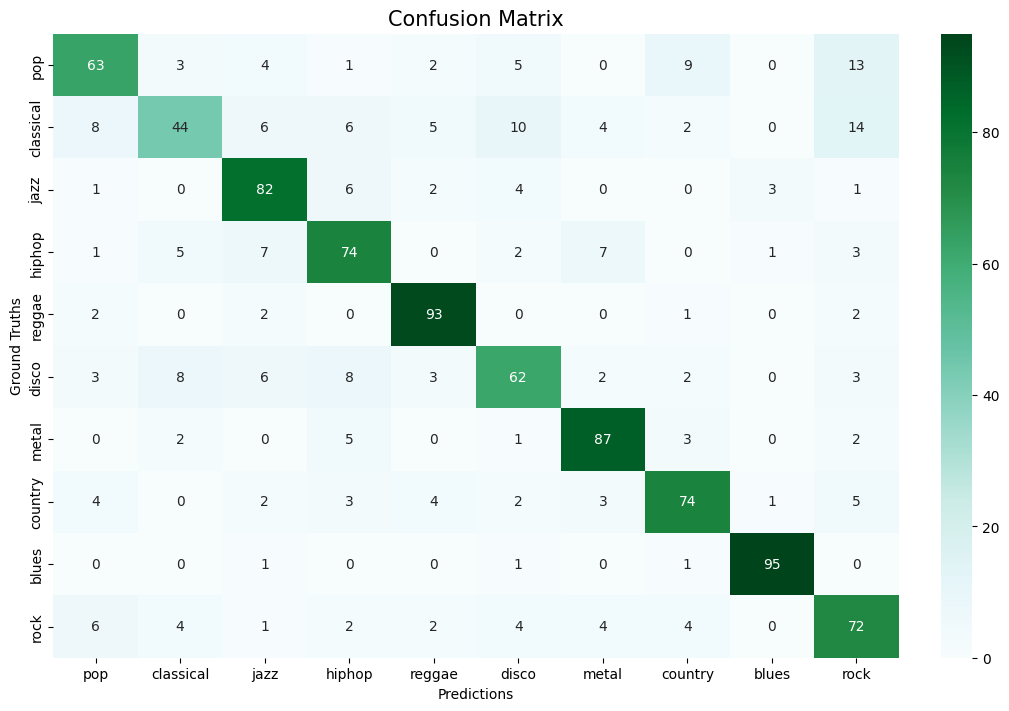 Confusion Matrix
pop 63 3 4 1 2 5 0 9 0 13
classical 8 44 6 6 5 10 4 2 0 14
jazz 1 0 82 6 2 4 0 0 3 1
hiphop 1 5 7 74 0 2 7 0 1 3
reggae 2 0 2 0 93 0 0 1 0 2
disco 3 8 6 8 3 62 2 2 0 3
metal 0 2 0 5 0 1 87 3 0 2
country 4 0 2 3 4 2 3 74 1 5
blues 0 0 1 0 0 1 0 1 95 0
rock 6 4 1 2 2 4 4 4 0 72
pop classical jazz hiphop reggae disco metal country blues rock
Predictions
Ground Truths
80
60
40
20
0